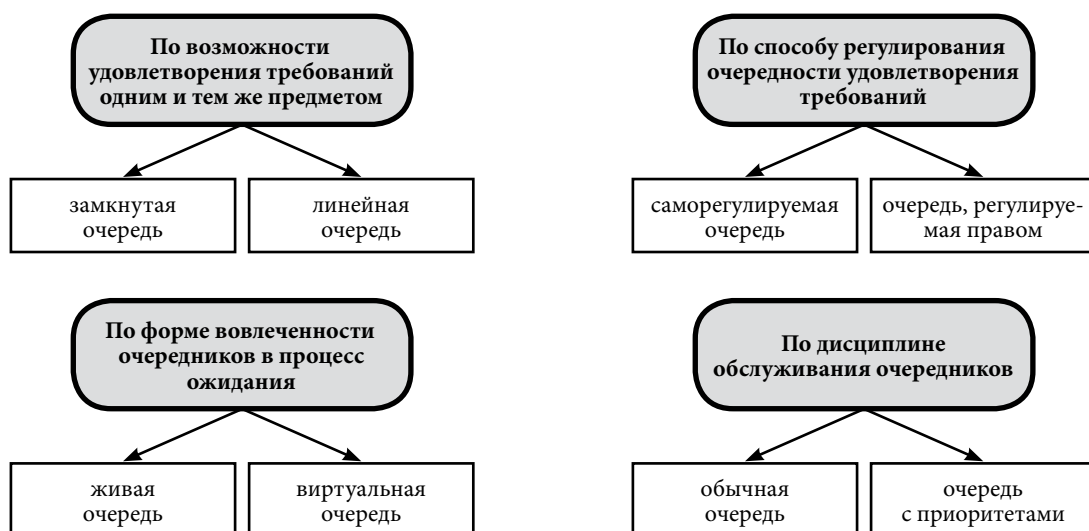 По возможности
удовлетворения требований
одним и тем же предметом
замкнутая
очередь
линейная
очередь
По способу регулирования
очередности удовлетворения
требований
саморегулируемая
очередь
очередь, регулируе-
мая правом
По форме вовлеченности
очередников в процесс
ожидания
живая
очередь
виртуальная
очередь
По дисциплине
обслуживания очередников
обычная
очередь
очередь
с приоритетами